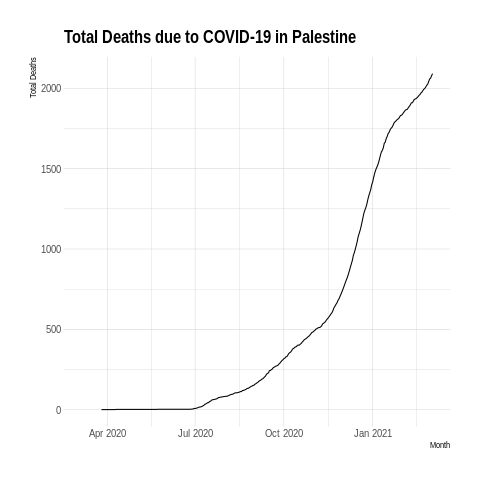 Total Deaths due to COVID-19 in Palestine
Total Deaths
2000
1500
1000
500
0
Apr 2020 Jul 2020 Oct 2020 Jan 2021
Month